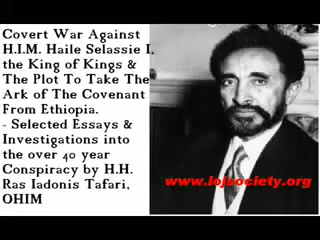 Covert War Against
H.I.M. Haile Selassie I,
the King of Kings &
The Plot To Take The
Ark of The Covenant
From Ethiopia.
- Selected Essays &
Investigations into
the over 40 year
Conspiracy by H.H.
Ras Iadonis Tafari,
OHIM
www.lojsociety.org